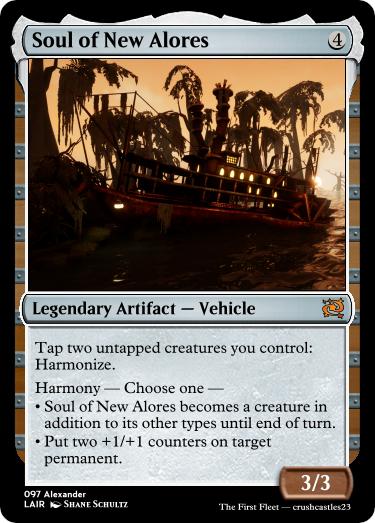 Soul of New Alores 4
Legendary Artifact — Vehicle
Tap two untapped creatures you control:
Harmonize.
Harmony — Choose one —
• Soul of New Alores becomes a creature in
addition to its other types until end of turn.
• Put two +1/+1 counters on target
permanent.
3/3
097 Alexander
LAIR Shane Schultz
The First Fleet — crushcastles23